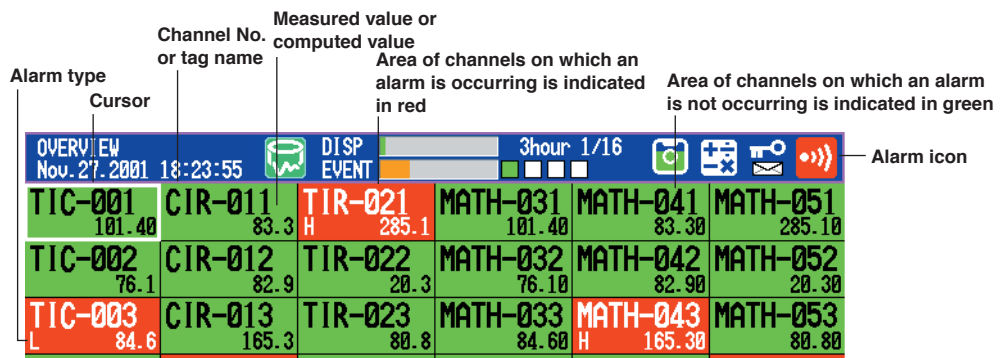 Measured value or
computed value
Channel No.
or tag name
Area of channels on which an
alarm is occurring is indicated
in red
Area of channels on which an alarm
is not occurring is indicated in green
Alarm type
Cursor
OVERVIEW
Nov.27.2001 18:23:55
DISP
EVENT
3hour 1/16
Alarm icon
TIC-001 CIR-011 TIR-021 MATH-031 MATH-041 MATH-051
101.40 83.3 H 285.1 101.40 83.30 285.10
TIC-002 CIR-012 TIR-022 MATH-032 MATH-042 MATH-052
76.1 82.9 20.3 76.10 82.90 20.30
TIC-003 CIR-013 TIR-023 MATH-033 MATH-043 MATH-053
L 84.6 165.3 80.8 84.60 H 165.30 80.80